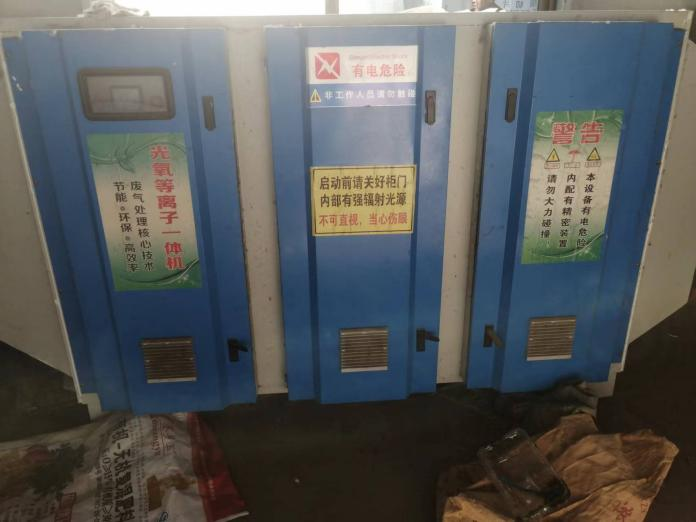 光氧等离子一体机
废气处理核心技术
节能·环保·高效率
有电危险
非工作人员请勿触碰
启动前请关好柜门
内部有强辐射光源
不可直视,当心伤眼
警告
本设备有电危险
内配有精密装置
请勿大力碰撞